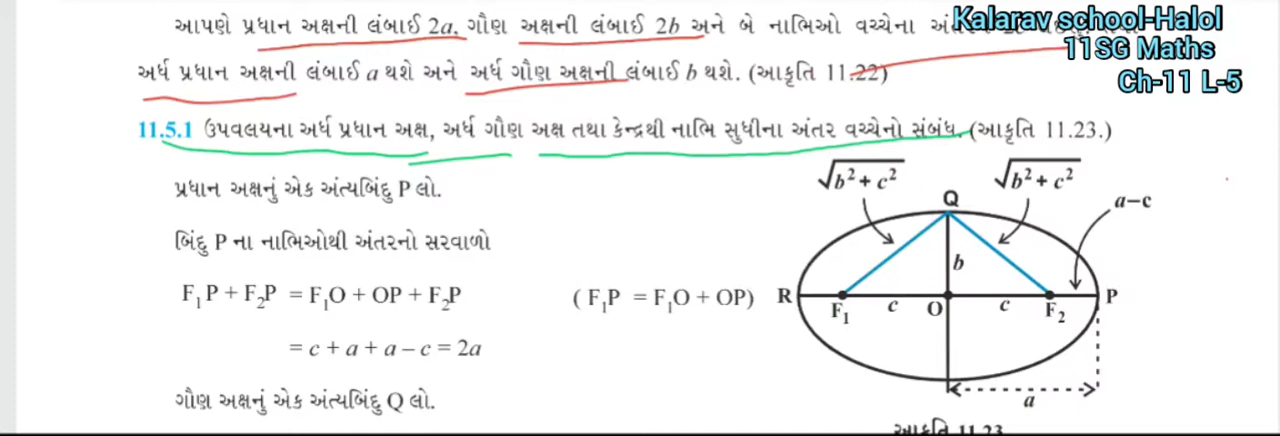 આપણે પ્રધાન અક્ષની લંબાઈ 2a, ગૌણ અક્ષની લંબાઈ 2b અને બે નાભિઓ વચ્ચેના
Kalarav school-Halol
11SG Maths
Ch-11 L-5
અર્ધ પ્રધાન અક્ષની લંબાઈ a થશે અને અર્ધ ગૌણ અક્ષની લંબાઈ b થશે. (આકૃતિ 11.22)
11.5.1 ઉપવલયના અર્ધ પ્રધાન અક્ષ, અર્ધ ગૌણ અક્ષ તથા કેન્દ્રથી નાભિ સુધીના અંતર વચ્ચેનો સંબંધ. (આકૃતિ 11.23.)
પ્રધાન અક્ષનું એક અંત્યબિંદુ P લો.
બિંદુ P ના નાભિઓથી અંતરનો સરવાળો
F₁P + F₂P = F₁O + OP + F₂P
(F₁P = F₁O + OP)
= c + a + a – c = 2a
ગૌણ અક્ષનું એક અંત્યબિંદુ Q લો.
√b² + c²
√b² + c²
Q
a–c
b
R
F₁
c
O
c
F₂
P
a
આકૃતિ 11.23